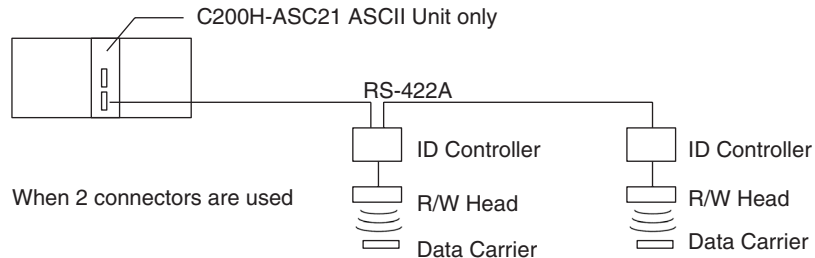 C200H-ASC21 ASCII Unit only
RS-422A
ID Controller
ID Controller
When 2 connectors are used
R/W Head
R/W Head
Data Carrier
Data Carrier